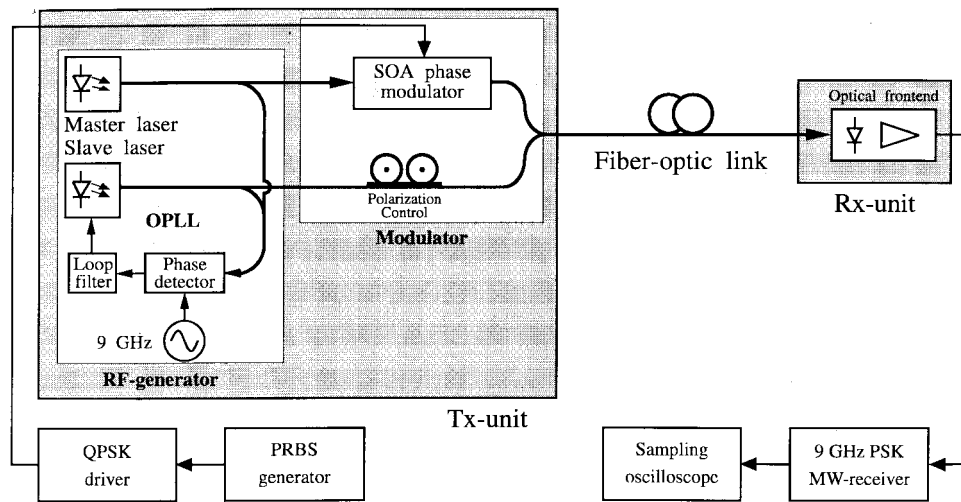 SOA phase
modulator
Optical frontend
Master laser
Slave laser
Fiber-optic link
Rx-unit
Polarization
Control
OPLL
Modulator
Loop
filter
Phase
detector
9 GHz
RF-generator
Tx-unit
QPSK
driver
PRBS
generator
Sampling
oscilloscope
9 GHz PSK
MW-receiver